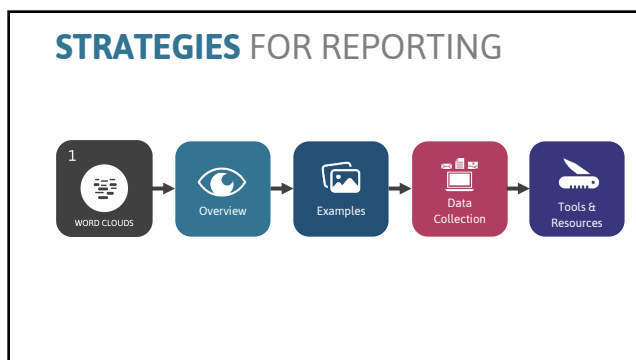 STRATEGIES FOR REPORTING
1
WORD CLOUDS
Overview
Examples
Data
Collection
Tools &
Resources